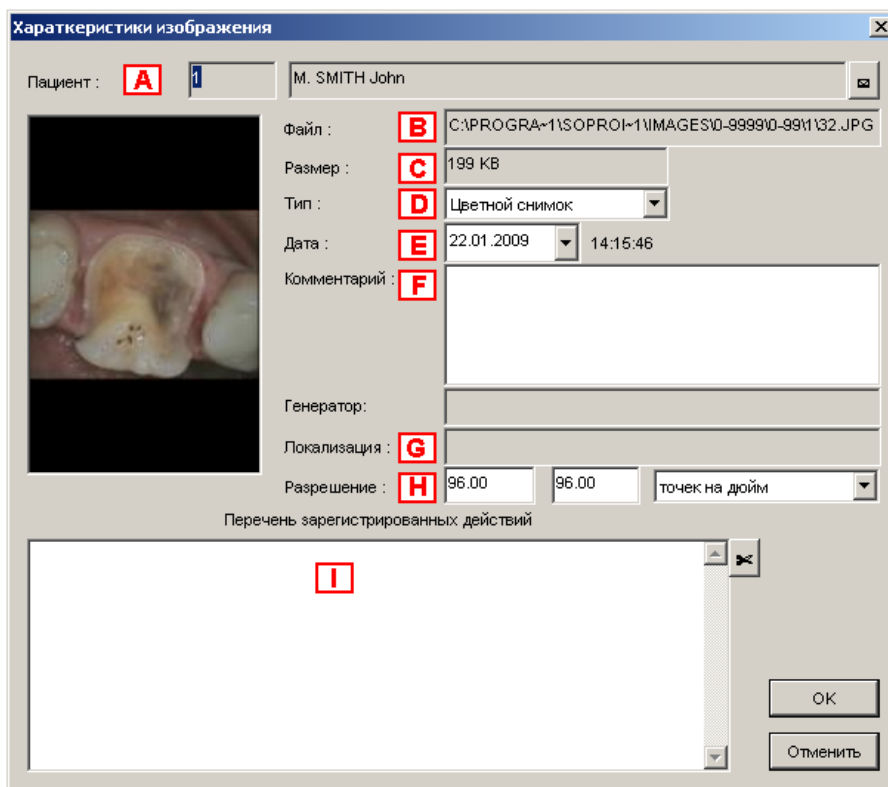 Хараткеристики изображения
Пациент : A 1 M. SMITH John
Файл : B C:\PROGRA~1\SOPROI~1\IMAGES\0-9999\0-99\1\32.JPG
Размер : C 199 KB
Тип : D Цветной снимок
Дата : E 22.01.2009 14:15:46
Комментарий : F
Генератор:
Локализация : G
Разрешение : H 96.00 96.00 точек на дюйм
Перечень зарегистрированных действий
I
OK
Отменить